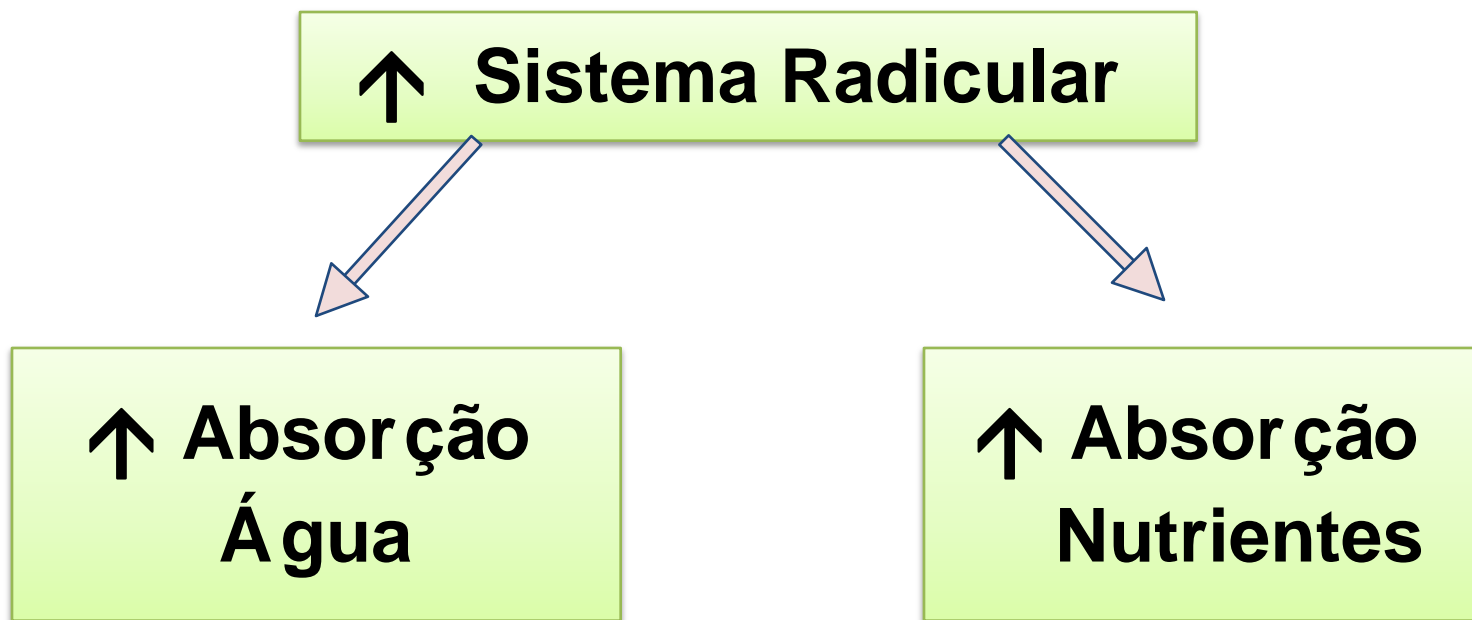 ↑ Sistema Radicular
↑ Absorção
Água
↑ Absorção
Nutrientes